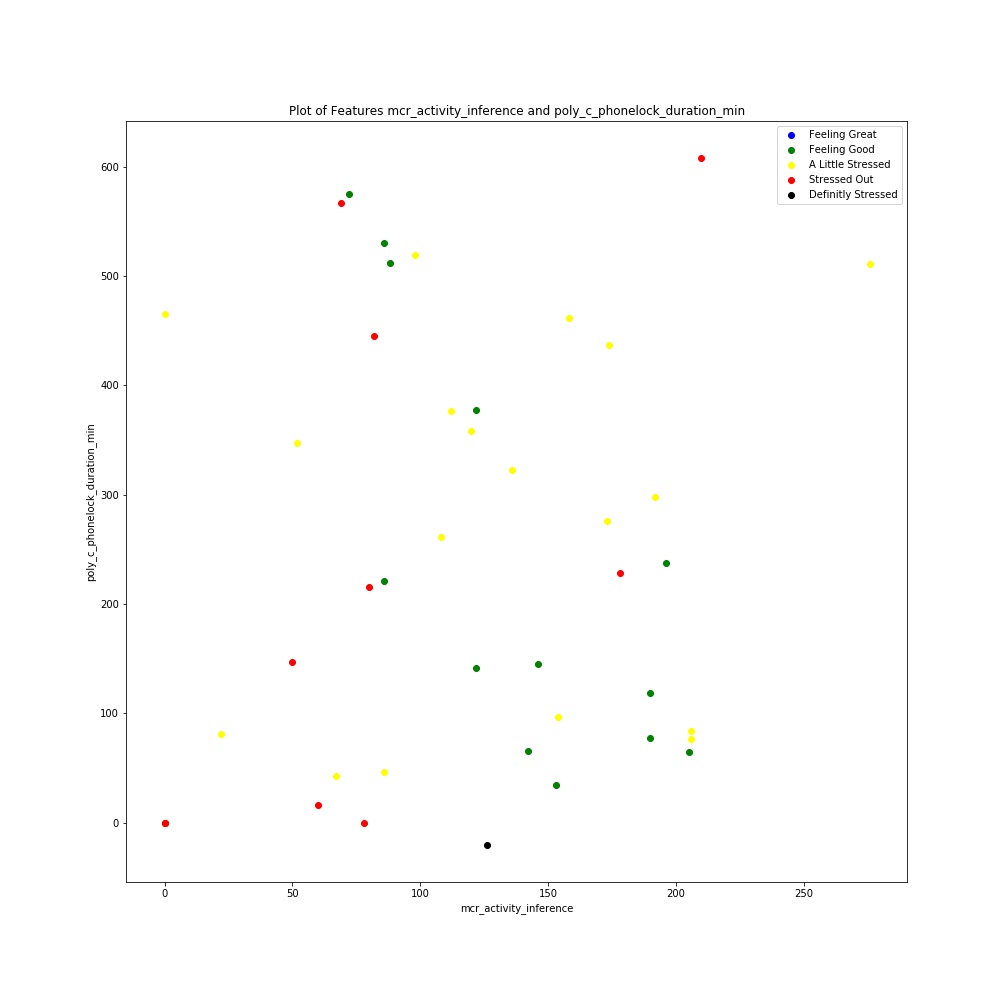 Plot of Features mcr_activity_inference and poly_c_phonelock_duration_min
Feeling Great
Feeling Good
A Little Stressed
Stressed Out
Definitly Stressed
600
500
400
300
200
100
0
poly_c_phonelock_duration_min
0 50 100 150 200 250
mcr_activity_inference